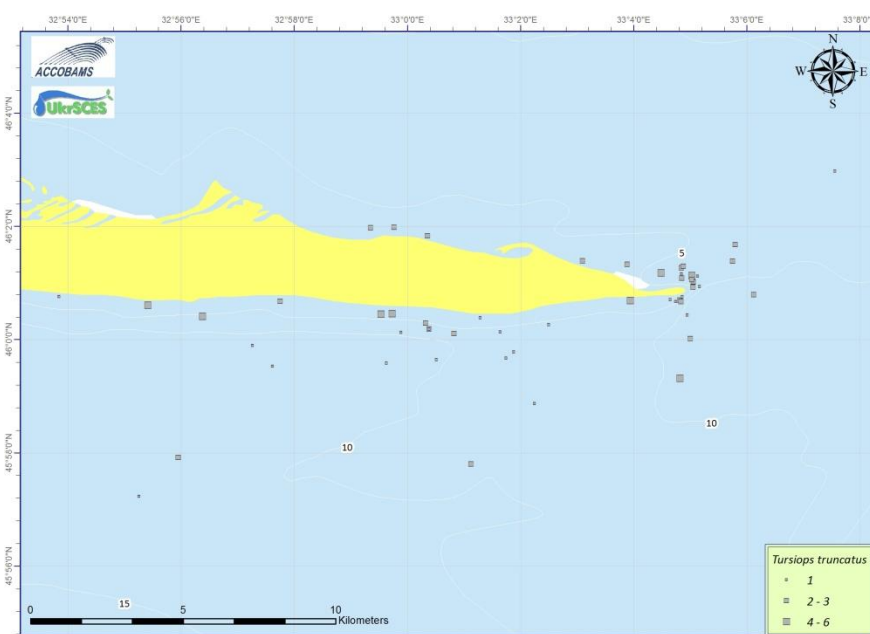 32°54'0"E 32°56'0"E 32°58'0"E 33°0'0"E 33°2'0"E 33°4'0"E 33°6'0"E 33°8'0"
ACCOBAMS
UkrSCES
N
W E
S
46°4'0"N
46°2'0"N
5
46°0'0"N
10
10
45°58'0"N
45°56'0"N
15
0 5 10
Kilometers
Tursiops truncatus
1
2 - 3
4 - 6